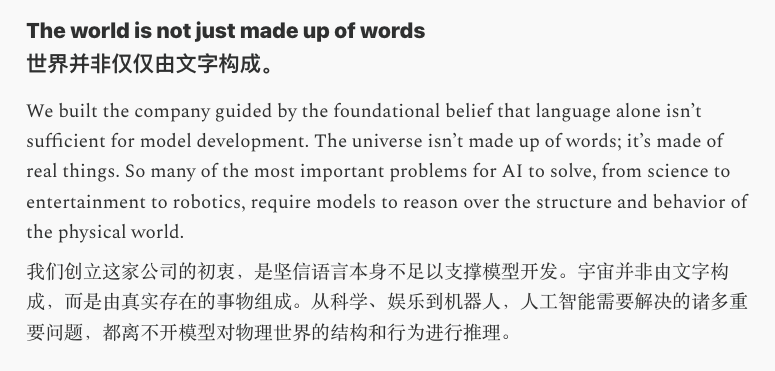 The world is not just made up of words
世界并非仅仅由文字构成。
We built the company guided by the foundational belief that language alone isn’t
sufficient for model development. The universe isn’t made up of words; it’s made of
real things. So many of the most important problems for AI to solve, from science to
entertainment to robotics, require models to reason over the structure and behavior of
the physical world.
我们创立这家公司的初衷，是坚信语言本身不足以支撑模型开发。宇宙并非由文字构
成，而是由真实存在的事物组成。从科学、娱乐到机器人，人工智能需要解决的诸多重
要问题，都离不开模型对物理世界的结构和行为进行推理。